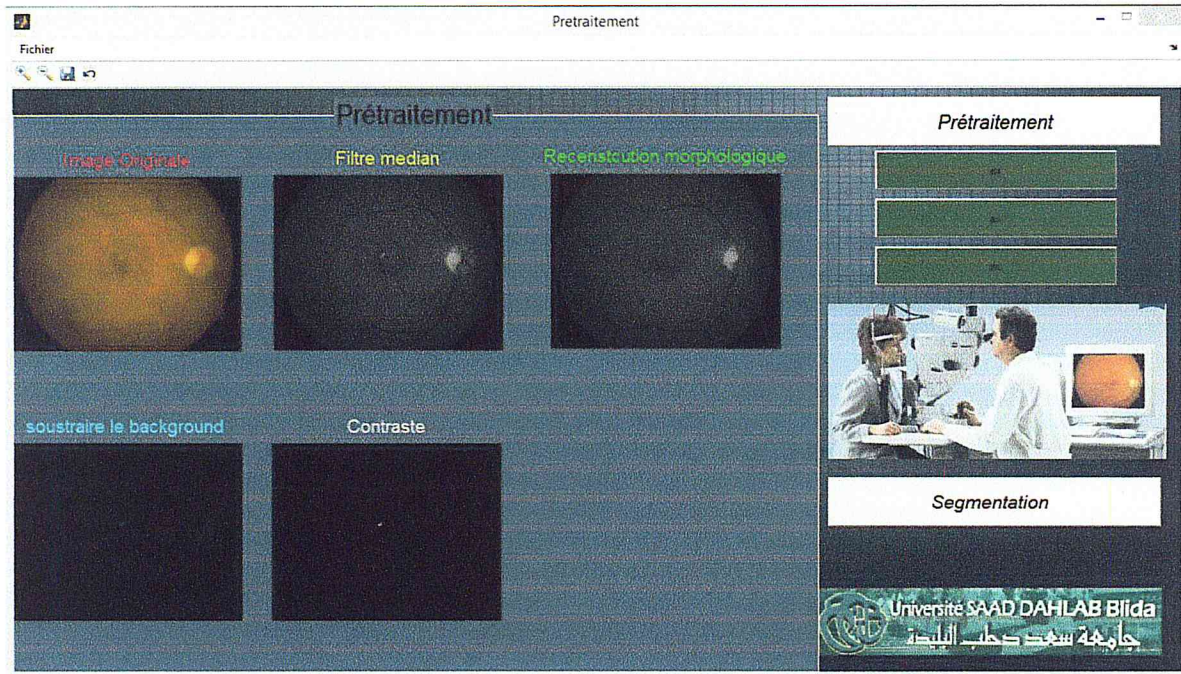 Pretraitement
Fichier
Prétraitement
Image Originale
Filtre median
Recenstcution morphologique
soustraire le background
Contraste
Prétraitement
Segmentation
Université SAAD DAHLAB Blida
جامعة سعد دحلب البليدة